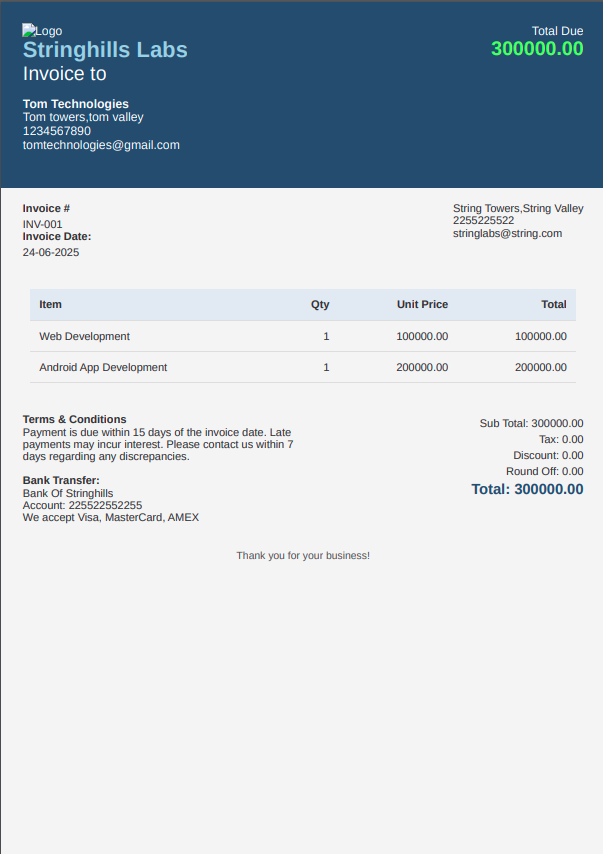 Logo
Total Due
Stringhills Labs
300000.00
Invoice to
Tom Technologies
Tom towers,tom valley
1234567890
tomtechnologies@gmail.com
Invoice #
INV-001
Invoice Date:
24-06-2025
String Towers,String Valley
2255225522
stringlabs@string.com
Item Qty Unit Price Total
Web Development 1 100000.00 100000.00
Android App Development 1 200000.00 200000.00
Terms & Conditions
Payment is due within 15 days of the invoice date. Late
payments may incur interest. Please contact us within 7
days regarding any discrepancies.
Bank Transfer:
Bank Of Stringhills
Account: 225522552255
We accept Visa, MasterCard, AMEX
Sub Total: 300000.00
Tax: 0.00
Discount: 0.00
Round Off: 0.00
Total: 300000.00
Thank you for your business!